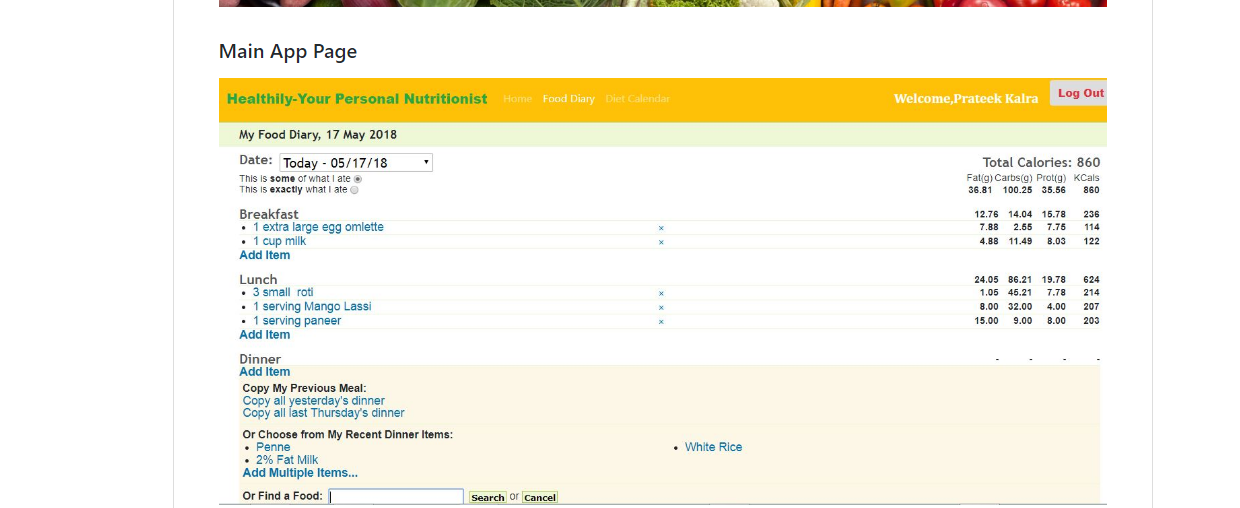 Main App Page
Healthily-Your Personal Nutritionist Home Food Diary Diet Calendar Welcome,Prateek Kalra Log Out
My Food Diary, 17 May 2018
Date: Today - 05/17/18 Total Calories: 860
This is some of what I ate Fat(g) Carbs(g) Prot(g) KCals
This is exactly what I ate 36.81 100.25 35.56 860
Breakfast 12.76 14.04 15.78 236
• 1 extra large egg omlette × 7.88 2.55 7.75 114
• 1 cup milk × 4.88 11.49 8.03 122
Add Item
Lunch 24.05 86.21 19.78 624
• 3 small roti × 1.05 45.21 7.78 214
• 1 serving Mango Lassi × 8.00 32.00 4.00 207
• 1 serving paneer × 15.00 9.00 8.00 203
Add Item
Dinner - - - -
Add Item
Copy My Previous Meal:
Copy all yesterday's dinner
Copy all last Thursday's dinner
Or Choose from My Recent Dinner Items:
• Penne • White Rice
• 2% Fat Milk
Add Multiple Items...
Or Find a Food: Search or Cancel